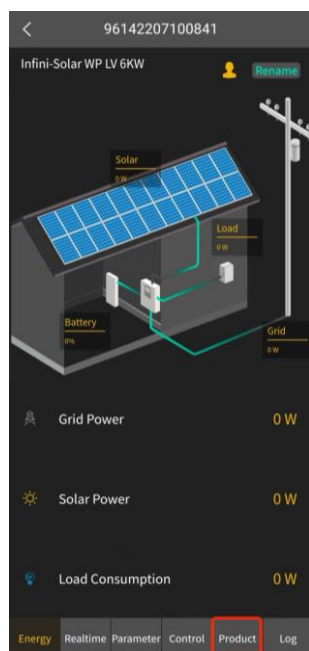 96142207100841
Infini-Solar WP LV 6KW
Rename
Solar
0 W
Load
0 W
Battery
0%
Grid
0 W
Grid Power 0 W
Solar Power 0 W
Load Consumption 0 W
Energy Realtime Parameter Control Product Log